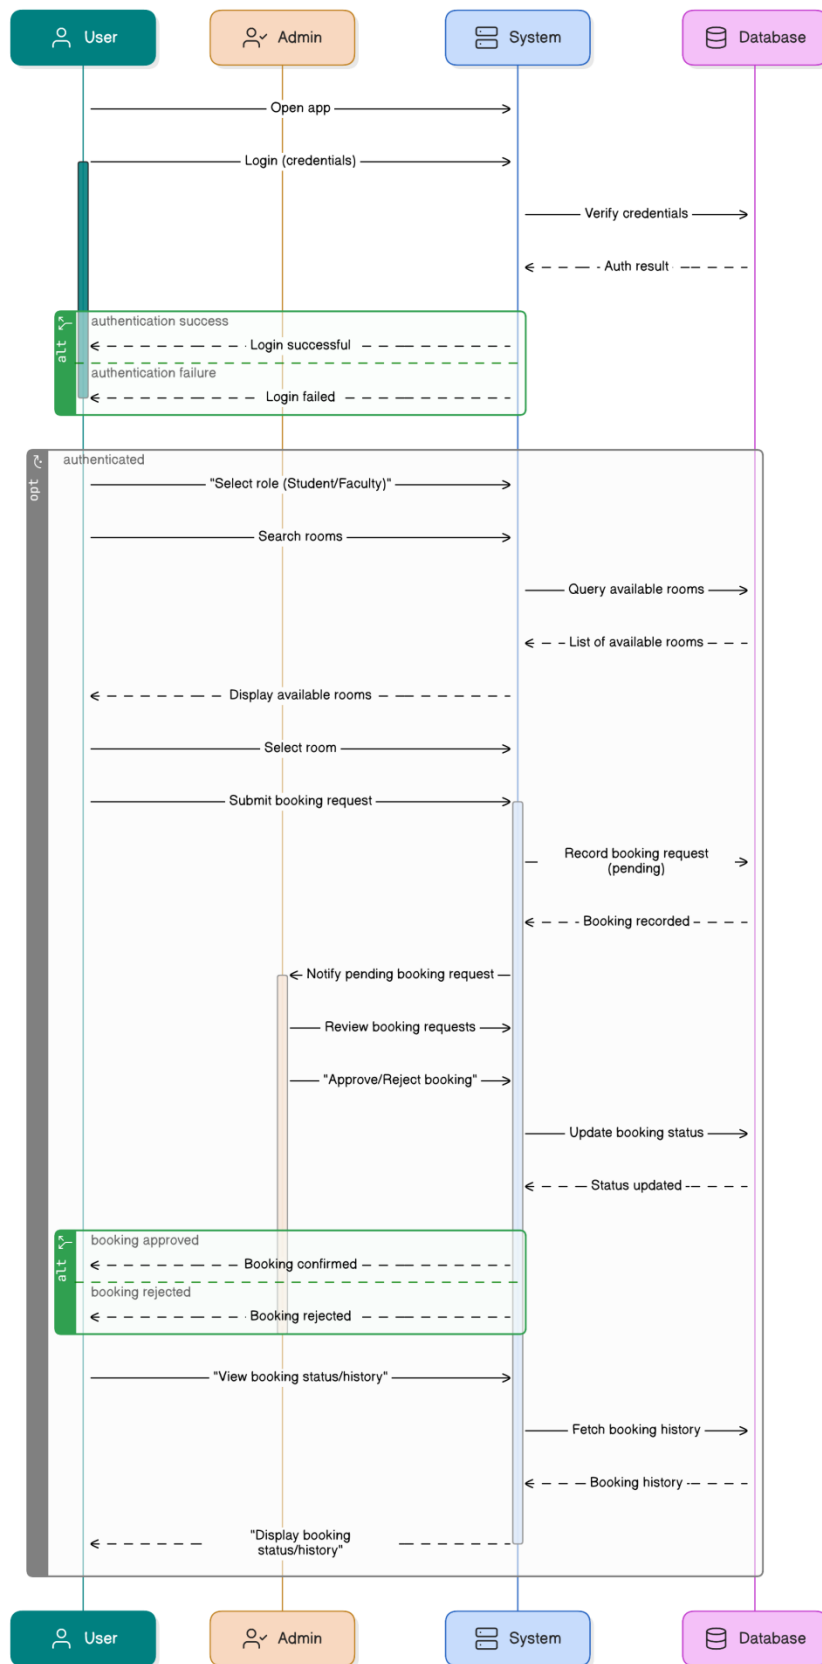 User
Admin
System
Database
Open app
Login (credentials)
Verify credentials
Auth result
alt
authentication success
Login successful
authentication failure
Login failed
opt
authenticated
"Select role (Student/Faculty)"
Search rooms
Query available rooms
List of available rooms
Display available rooms
Select room
Submit booking request
Record booking request
(pending)
Booking recorded
Notify pending booking request
Review booking requests
"Approve/Reject booking"
Update booking status
Status updated
alt
booking approved
Booking confirmed
booking rejected
Booking rejected
"View booking status/history"
Fetch booking history
Booking history
"Display booking
status/history"
User
Admin
System
Database